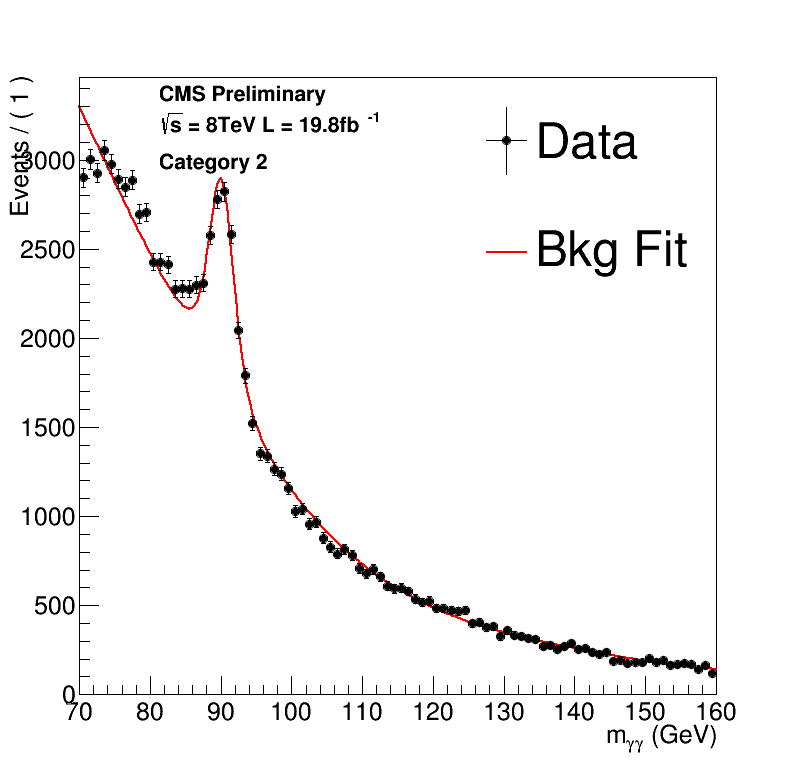 CMS Preliminary
√s = 8TeV L = 19.8fb -1
Category 2
Data
Bkg Fit
Events / ( 1 )
3000
2500
2000
1500
1000
500
0
70 80 90 100 110 120 130 140 150 160
mγγ (GeV)